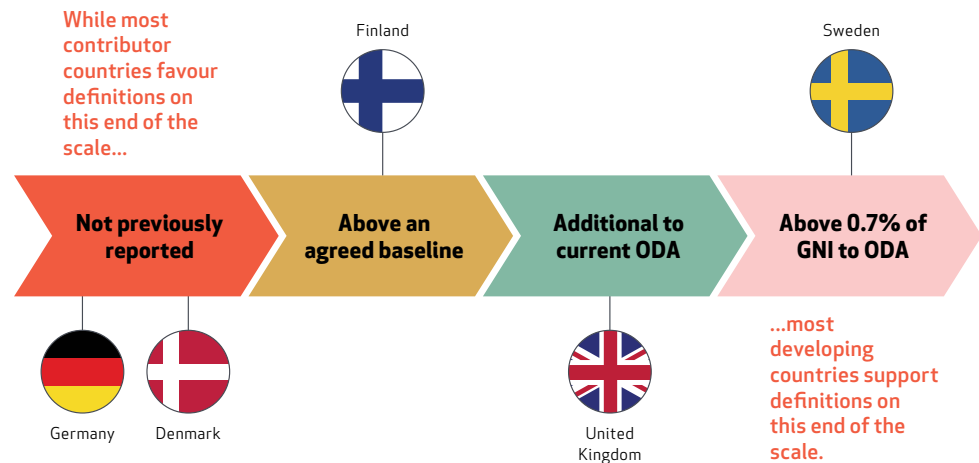 While most
contributor
countries favour
definitions on
this end of the
scale...
Finland
Sweden
Not previously
reported
Above an
agreed baseline
Additional to
current ODA
Above 0.7% of
GNI to ODA
Germany
Denmark
United
Kingdom
...most
developing
countries support
definitions on
this end of the
scale.